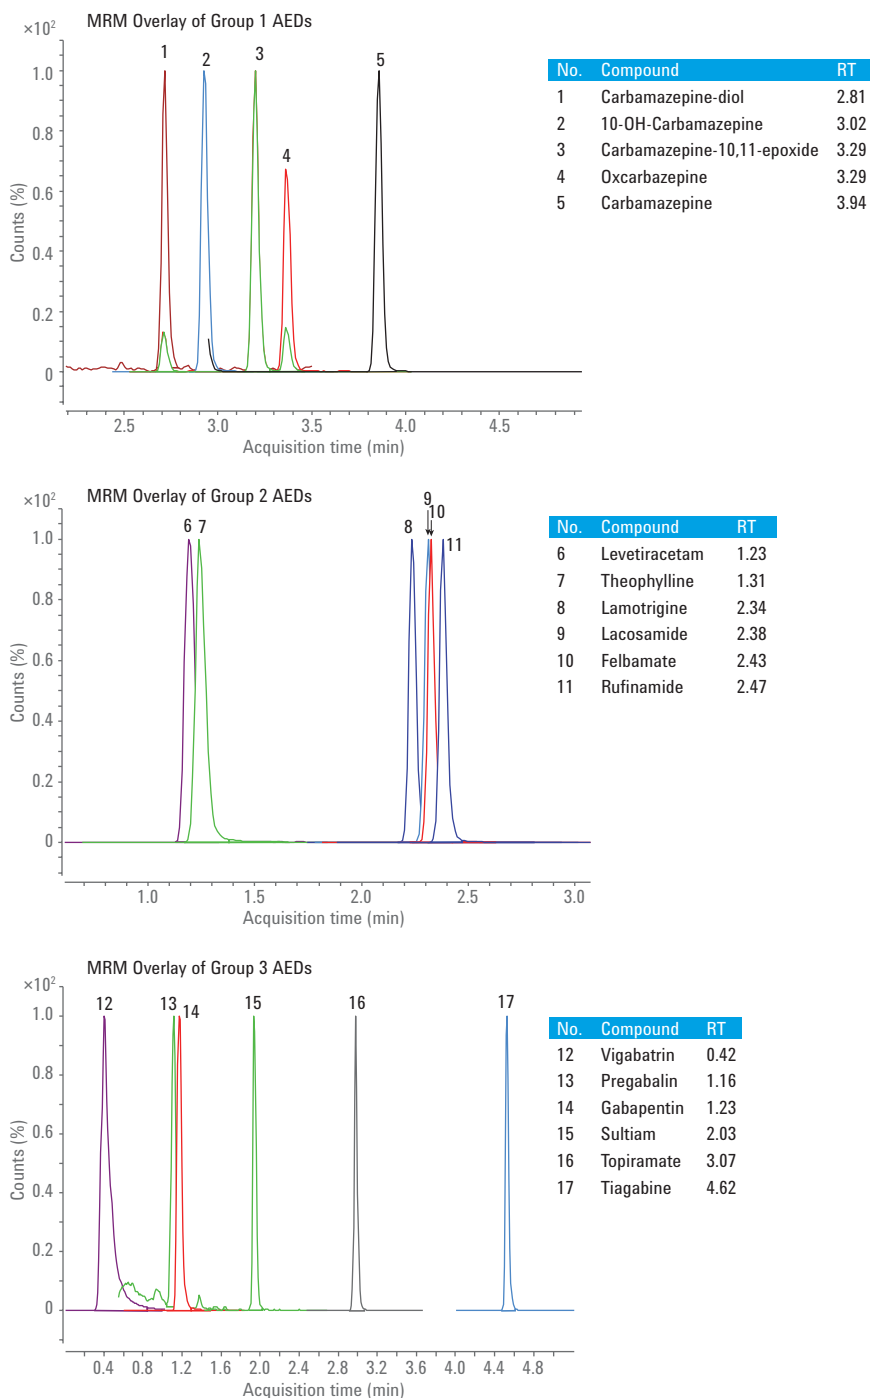 MRM Overlay of Group 1 AEDs
×10²
1 2 3 4 5
1.0
0.8
0.6
0.4
0.2
0
Counts (%)
2.5 3.0 3.5 4.0 4.5
Acquisition time (min)
No. Compound RT
1 Carbamazepine-diol 2.81
2 10-OH-Carbamazepine 3.02
3 Carbamazepine-10,11-epoxide 3.29
4 Oxcarbazepine 3.29
5 Carbamazepine 3.94
MRM Overlay of Group 2 AEDs
×10²
6 7 8 9 10 11
1.0
0.8
0.6
0.4
0.2
0
Counts (%)
1.0 1.5 2.0 2.5 3.0
Acquisition time (min)
No. Compound RT
6 Levetiracetam 1.23
7 Theophylline 1.31
8 Lamotrigine 2.34
9 Lacosamide 2.38
10 Felbamate 2.43
11 Rufinamide 2.47
MRM Overlay of Group 3 AEDs
×10²
12 13 14 15 16 17
1.0
0.8
0.6
0.4
0.2
0
Counts (%)
0.4 0.8 1.2 1.6 2.0 2.4 2.8 3.2 3.6 4.0 4.4 4.8
Acquisition time (min)
No. Compound RT
12 Vigabatrin 0.42
13 Pregabalin 1.16
14 Gabapentin 1.23
15 Sultiam 2.03
16 Topiramate 3.07
17 Tiagabine 4.62